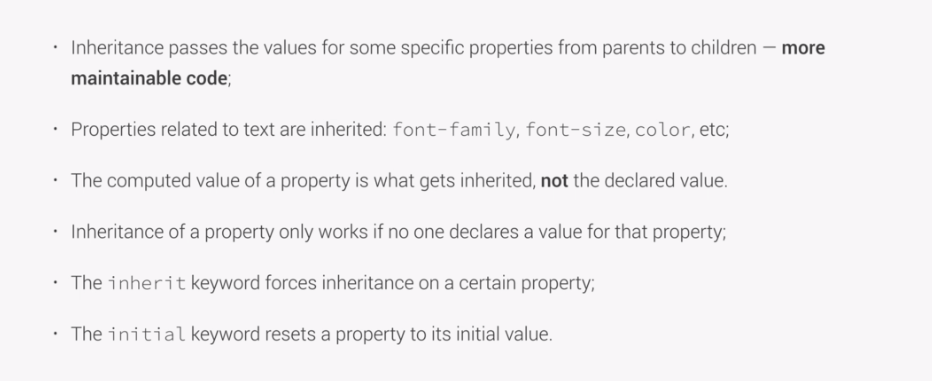 · Inheritance passes the values for some specific properties from parents to children — more
maintainable code;
· Properties related to text are inherited: font-family, font-size, color, etc;
· The computed value of a property is what gets inherited, not the declared value.
· Inheritance of a property only works if no one declares a value for that property;
· The inherit keyword forces inheritance on a certain property;
· The initial keyword resets a property to its initial value.